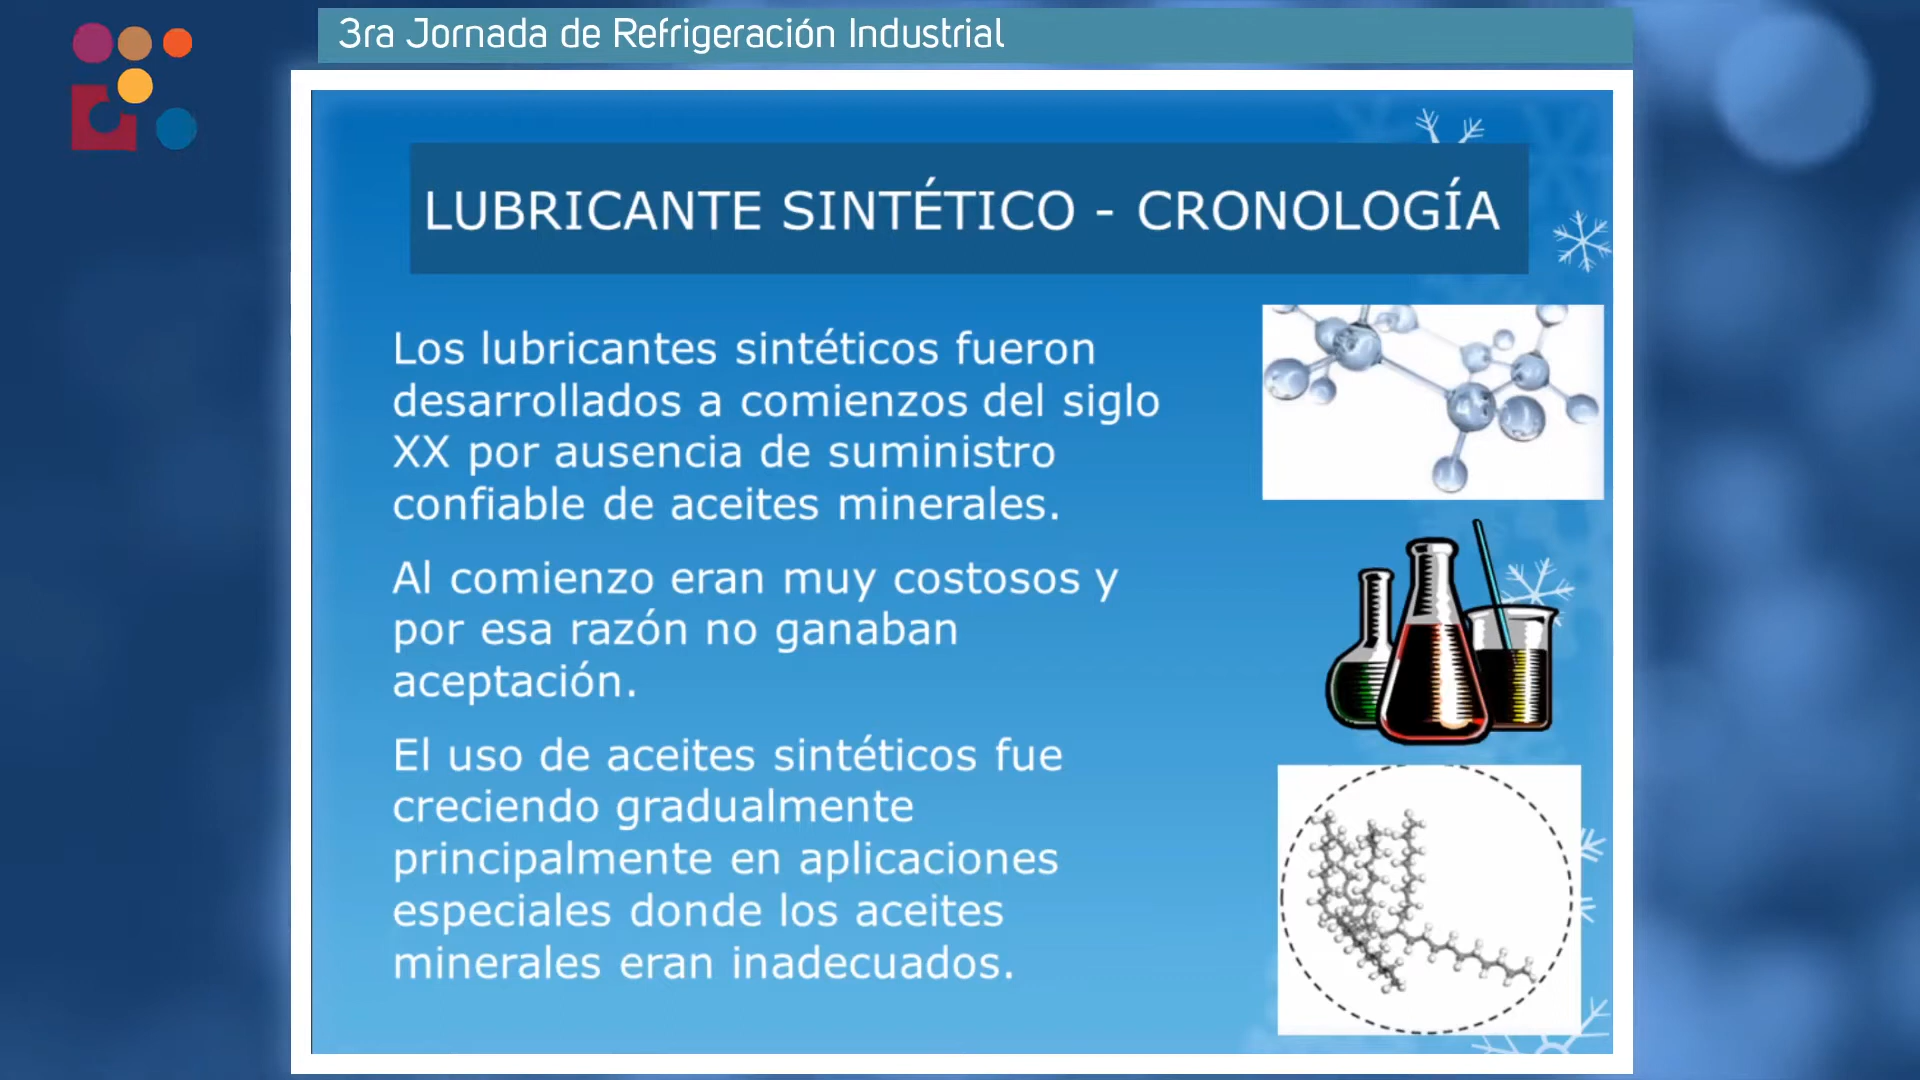 3ra Jornada de Refrigeración Industrial
LUBRICANTE SINTÉTICO - CRONOLOGÍA
Los lubricantes sintéticos fueron
desarrollados a comienzos del siglo
XX por ausencia de suministro
confiable de aceites minerales.
Al comienzo eran muy costosos y
por esa razón no ganaban
aceptación.
El uso de aceites sintéticos fue
creciendo gradualmente
principalmente en aplicaciones
especiales donde los aceites
minerales eran inadecuados.